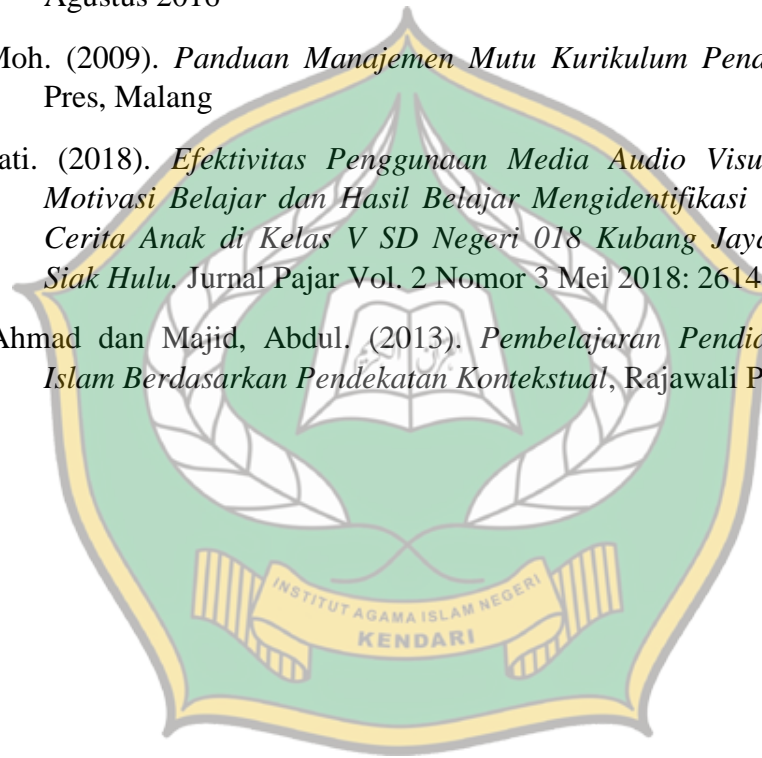 Agustus 2016
Moh. (2009). Panduan Manajemen Mutu Kurikulum Pend
Pres, Malang
ati. (2018). Efektivitas Penggunaan Media Audio Visu
Motivasi Belajar dan Hasil Belajar Mengidentifikasi
Cerita Anak di Kelas V SD Negeri 018 Kubang Jaya
Siak Hulu. Jurnal Pajar Vol. 2 Nomor 3 Mei 2018: 2614
Ahmad dan Majid, Abdul. (2013). Pembelajaran Pendid
Islam Berdasarkan Pendekatan Kontekstual, Rajawali P
INSTITUT AGAMA ISLAM NEGERI
KENDARI